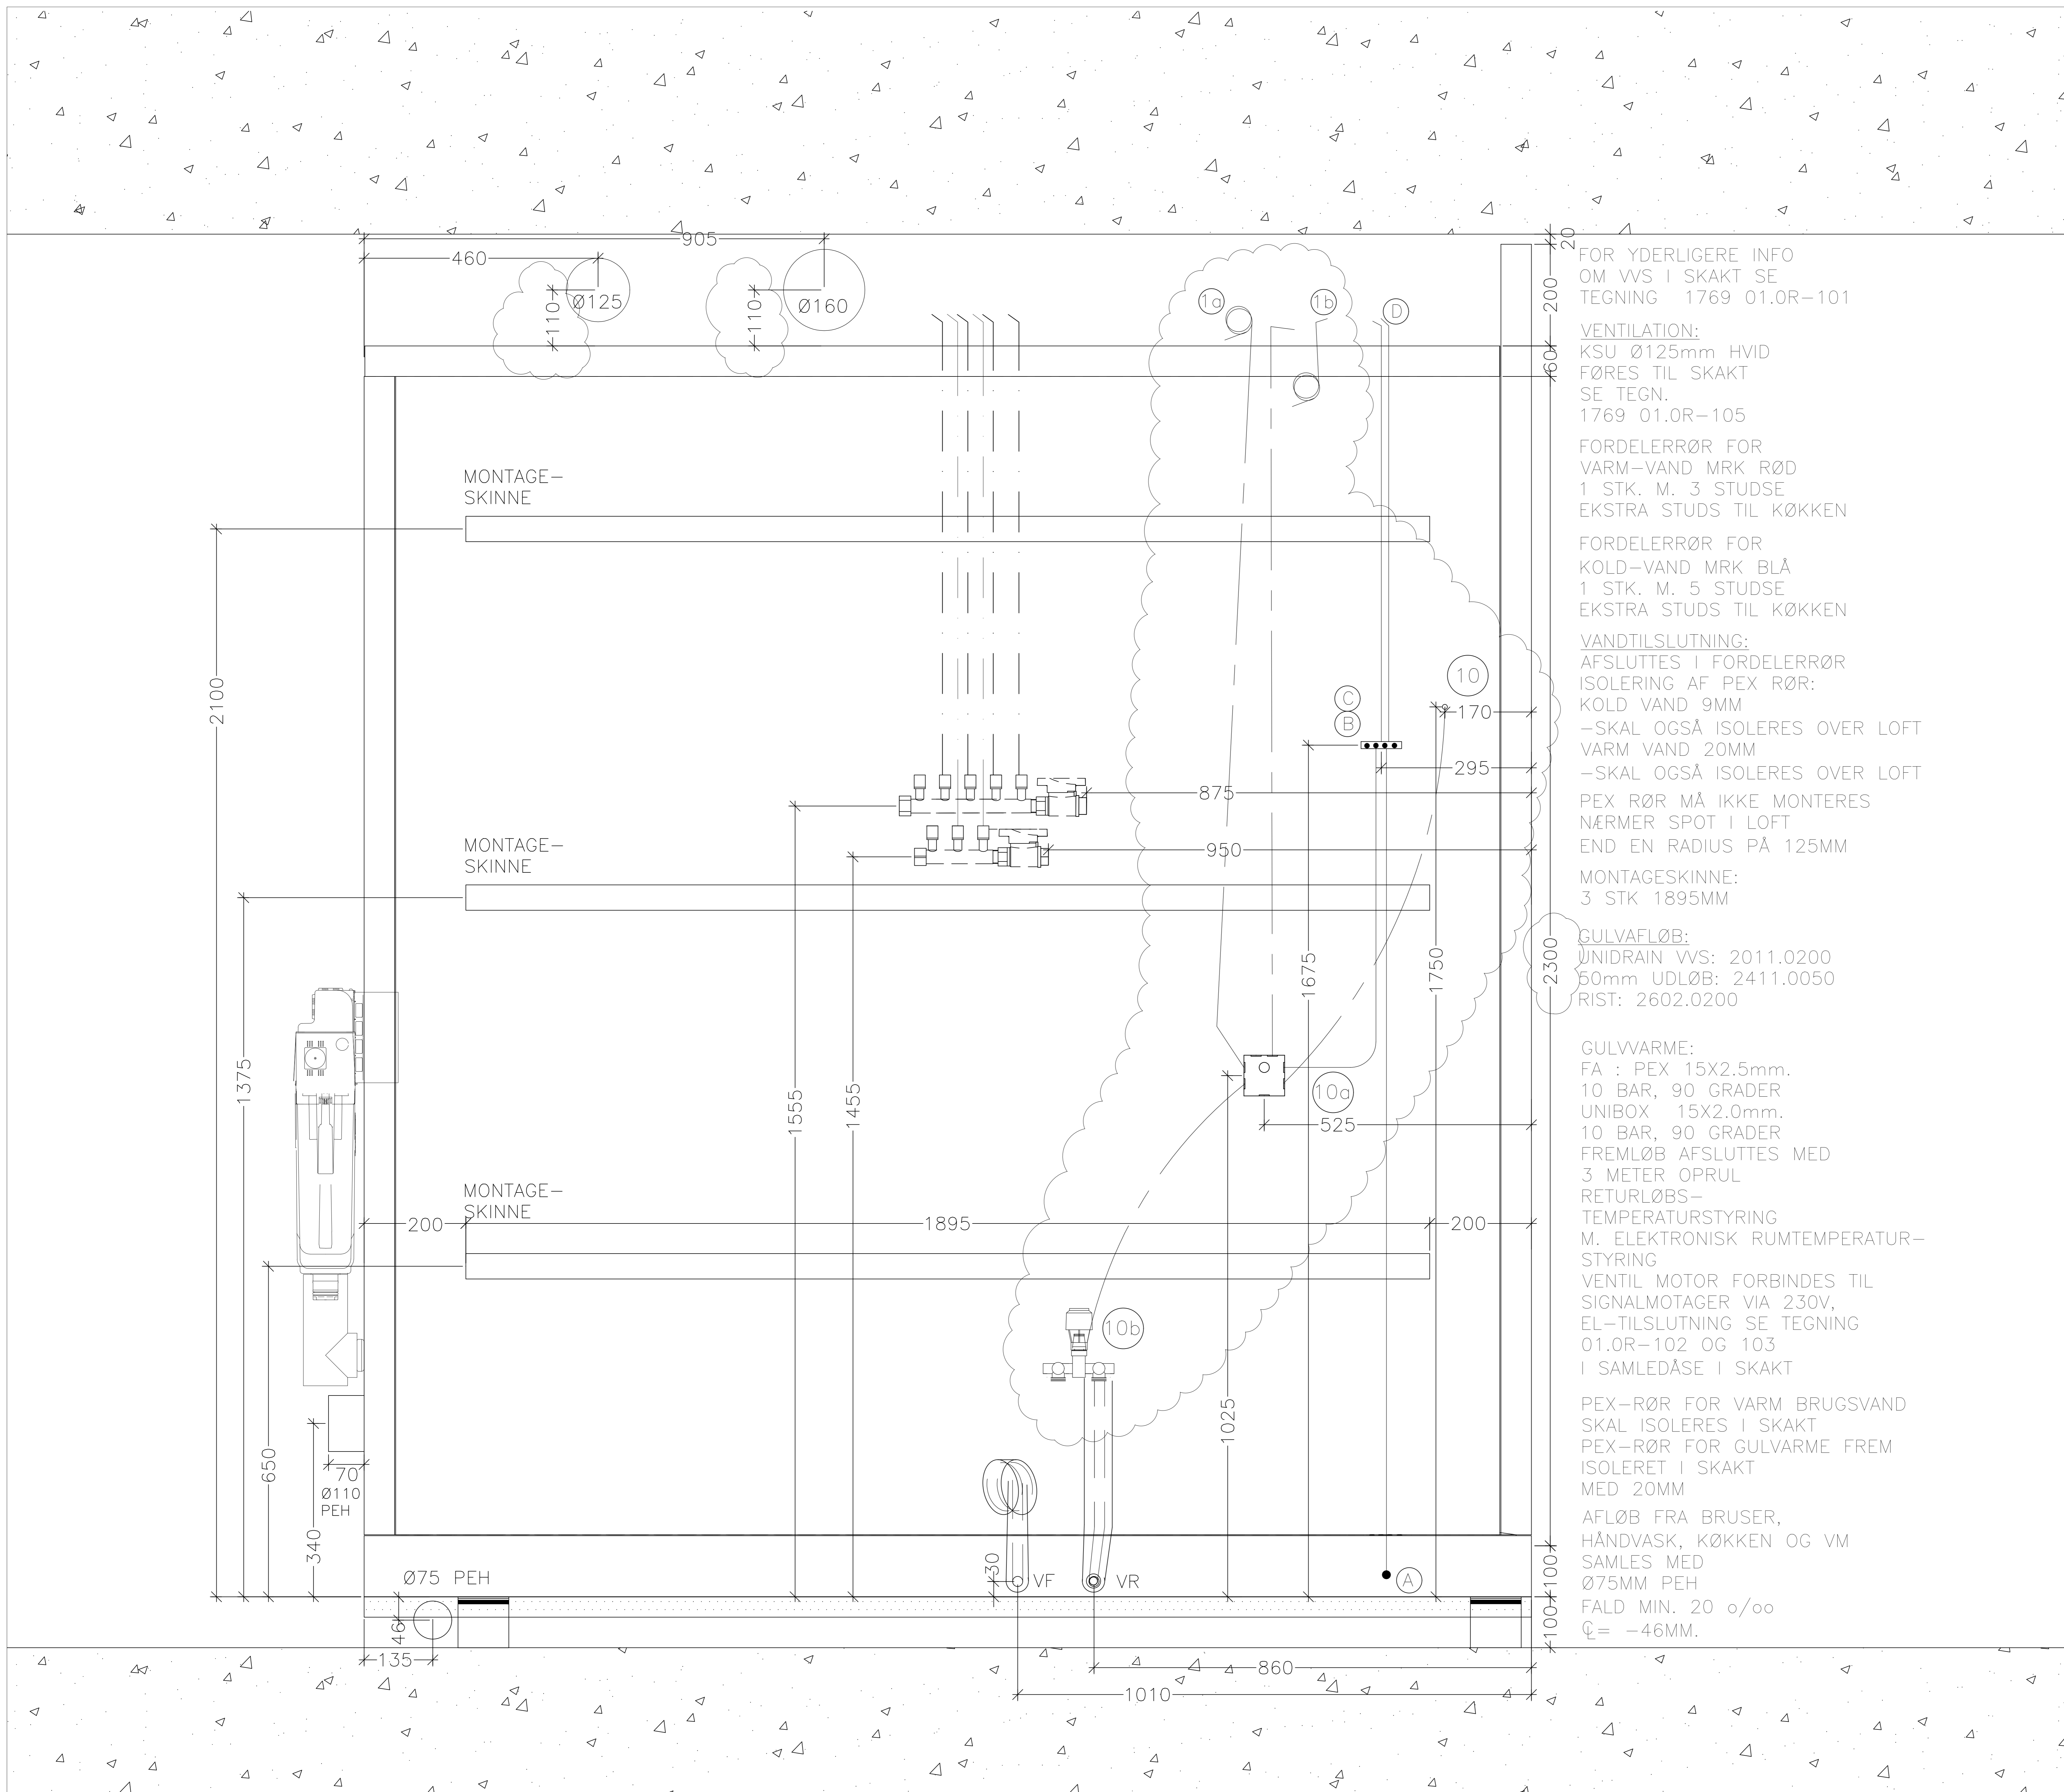 905
460
Ø125
Ø160
110
110
20
200
60
1a
1b
D
MONTAGE-
SKINNE
2100
10
C
B
170
295
875
950
MONTAGE-
SKINNE
1375
1555
1455
1675
1750
2300
10a
525
MONTAGE-
SKINNE
200
1895
200
650
10b
1025
70
Ø110
PEH
340
30
VF
VR
A
100
Ø75 PEH
46
100
135
860
1010
FOR YDERLIGERE INFO
OM VVS I SKAKT SE
TEGNING 1769 01.0R-101
VENTILATION:
KSU Ø125mm HVID
FØRES TIL SKAKT
SE TEGN.
1769 01.0R-105
FORDELERRØR FOR
VARM-VAND MRK RØD
1 STK. M. 3 STUDSE
EKSTRA STUDS TIL KØKKEN
FORDELERRØR FOR
KOLD-VAND MRK BLÅ
1 STK. M. 5 STUDSE
EKSTRA STUDS TIL KØKKEN
VANDTILSLUTNING:
AFSLUTTES I FORDELERRØR
ISOLERING AF PEX RØR:
KOLD VAND 9MM
-SKAL OGSÅ ISOLERES OVER LOFT
VARM VAND 20MM
-SKAL OGSÅ ISOLERES OVER LOFT
PEX RØR MÅ IKKE MONTERES
NÆRMER SPOT I LOFT
END EN RADIUS PÅ 125MM
MONTAGESKINNE:
3 STK 1895MM
GULVAFLØB:
UNIDRAIN VVS: 2011.0200
50mm UDLØB: 2411.0050
RIST: 2602.0200
GULVVARME:
FA : PEX 15X2.5mm.
10 BAR, 90 GRADER
UNIBOX 15X2.0mm.
10 BAR, 90 GRADER
FREMLØB AFSLUTTES MED
3 METER OPRUL
RETURLØBS-
TEMPERATURSTYRING
M. ELEKTRONISK RUMTEMPERATUR-
STYRING
VENTIL MOTOR FORBINDES TIL
SIGNALMOTAGER VIA 230V,
EL-TILSLUTNING SE TEGNING
01.0R-102 OG 103
I SAMLEDÅSE I SKAKT
PEX-RØR FOR VARM BRUGSVAND
SKAL ISOLERES I SKAKT
PEX-RØR FOR GULVARME FREM
ISOLERET I SKAKT
MED 20MM
AFLØB FRA BRUSER,
HÅNDVASK, KØKKEN OG VM
SAMLES MED
Ø75MM PEH
FALD MIN. 20 o/oo
℄= -46MM.